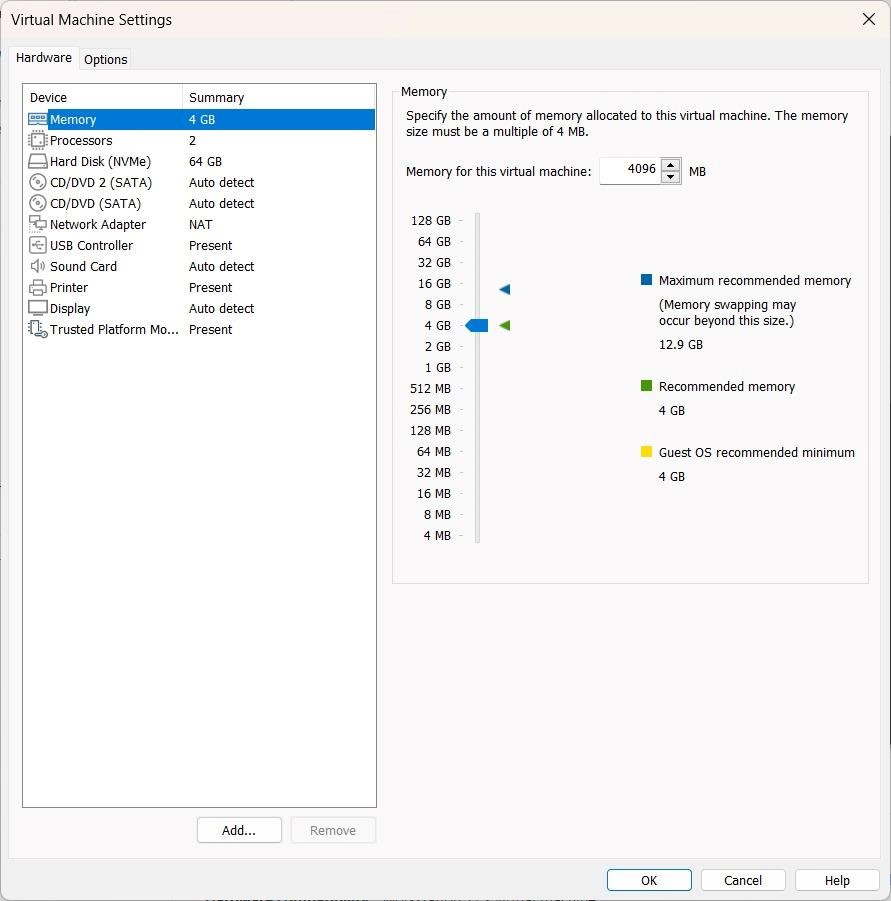 Virtual Machine Settings
Hardware Options
Device Summary
Memory 4 GB
Processors 2
Hard Disk (NVMe) 64 GB
CD/DVD 2 (SATA) Auto detect
CD/DVD (SATA) Auto detect
Network Adapter NAT
USB Controller Present
Sound Card Auto detect
Printer Present
Display Auto detect
Trusted Platform Mo... Present
Add... Remove
Memory
Specify the amount of memory allocated to this virtual machine. The memory
size must be a multiple of 4 MB.
Memory for this virtual machine: 4096 MB
128 GB
64 GB
32 GB
16 GB
8 GB
4 GB
2 GB
1 GB
512 MB
256 MB
128 MB
64 MB
32 MB
16 MB
8 MB
4 MB
Maximum recommended memory
(Memory swapping may
occur beyond this size.)
12.9 GB
Recommended memory
4 GB
Guest OS recommended minimum
4 GB
OK Cancel Help